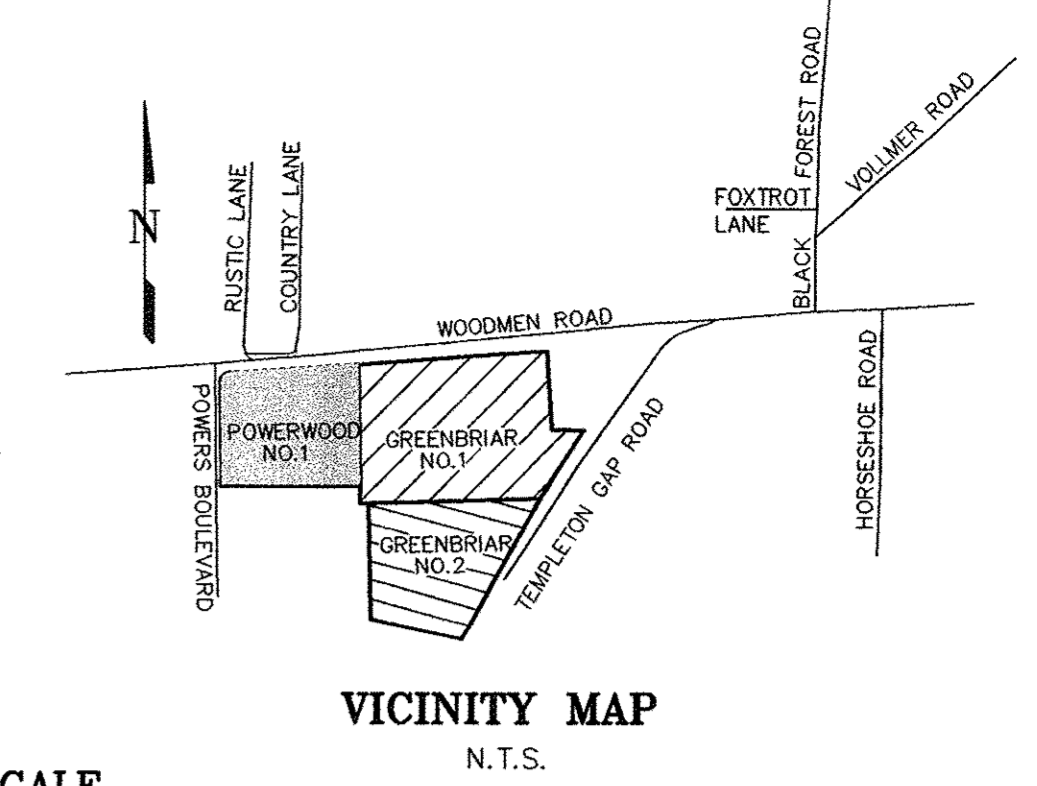 BLACK FOREST ROAD
VOLLMER ROAD
FOXTROT
LANE
N
RUSTIC LANE
COUNTRY LANE
WOODMEN ROAD
POWERS BOULEVARD
POWERWOOD
NO.1
GREENBRIAR
NO.1
GREENBRIAR
NO.2
TEMPLETON GAP ROAD
HORSESHOE ROAD
VICINITY MAP
N.T.S.